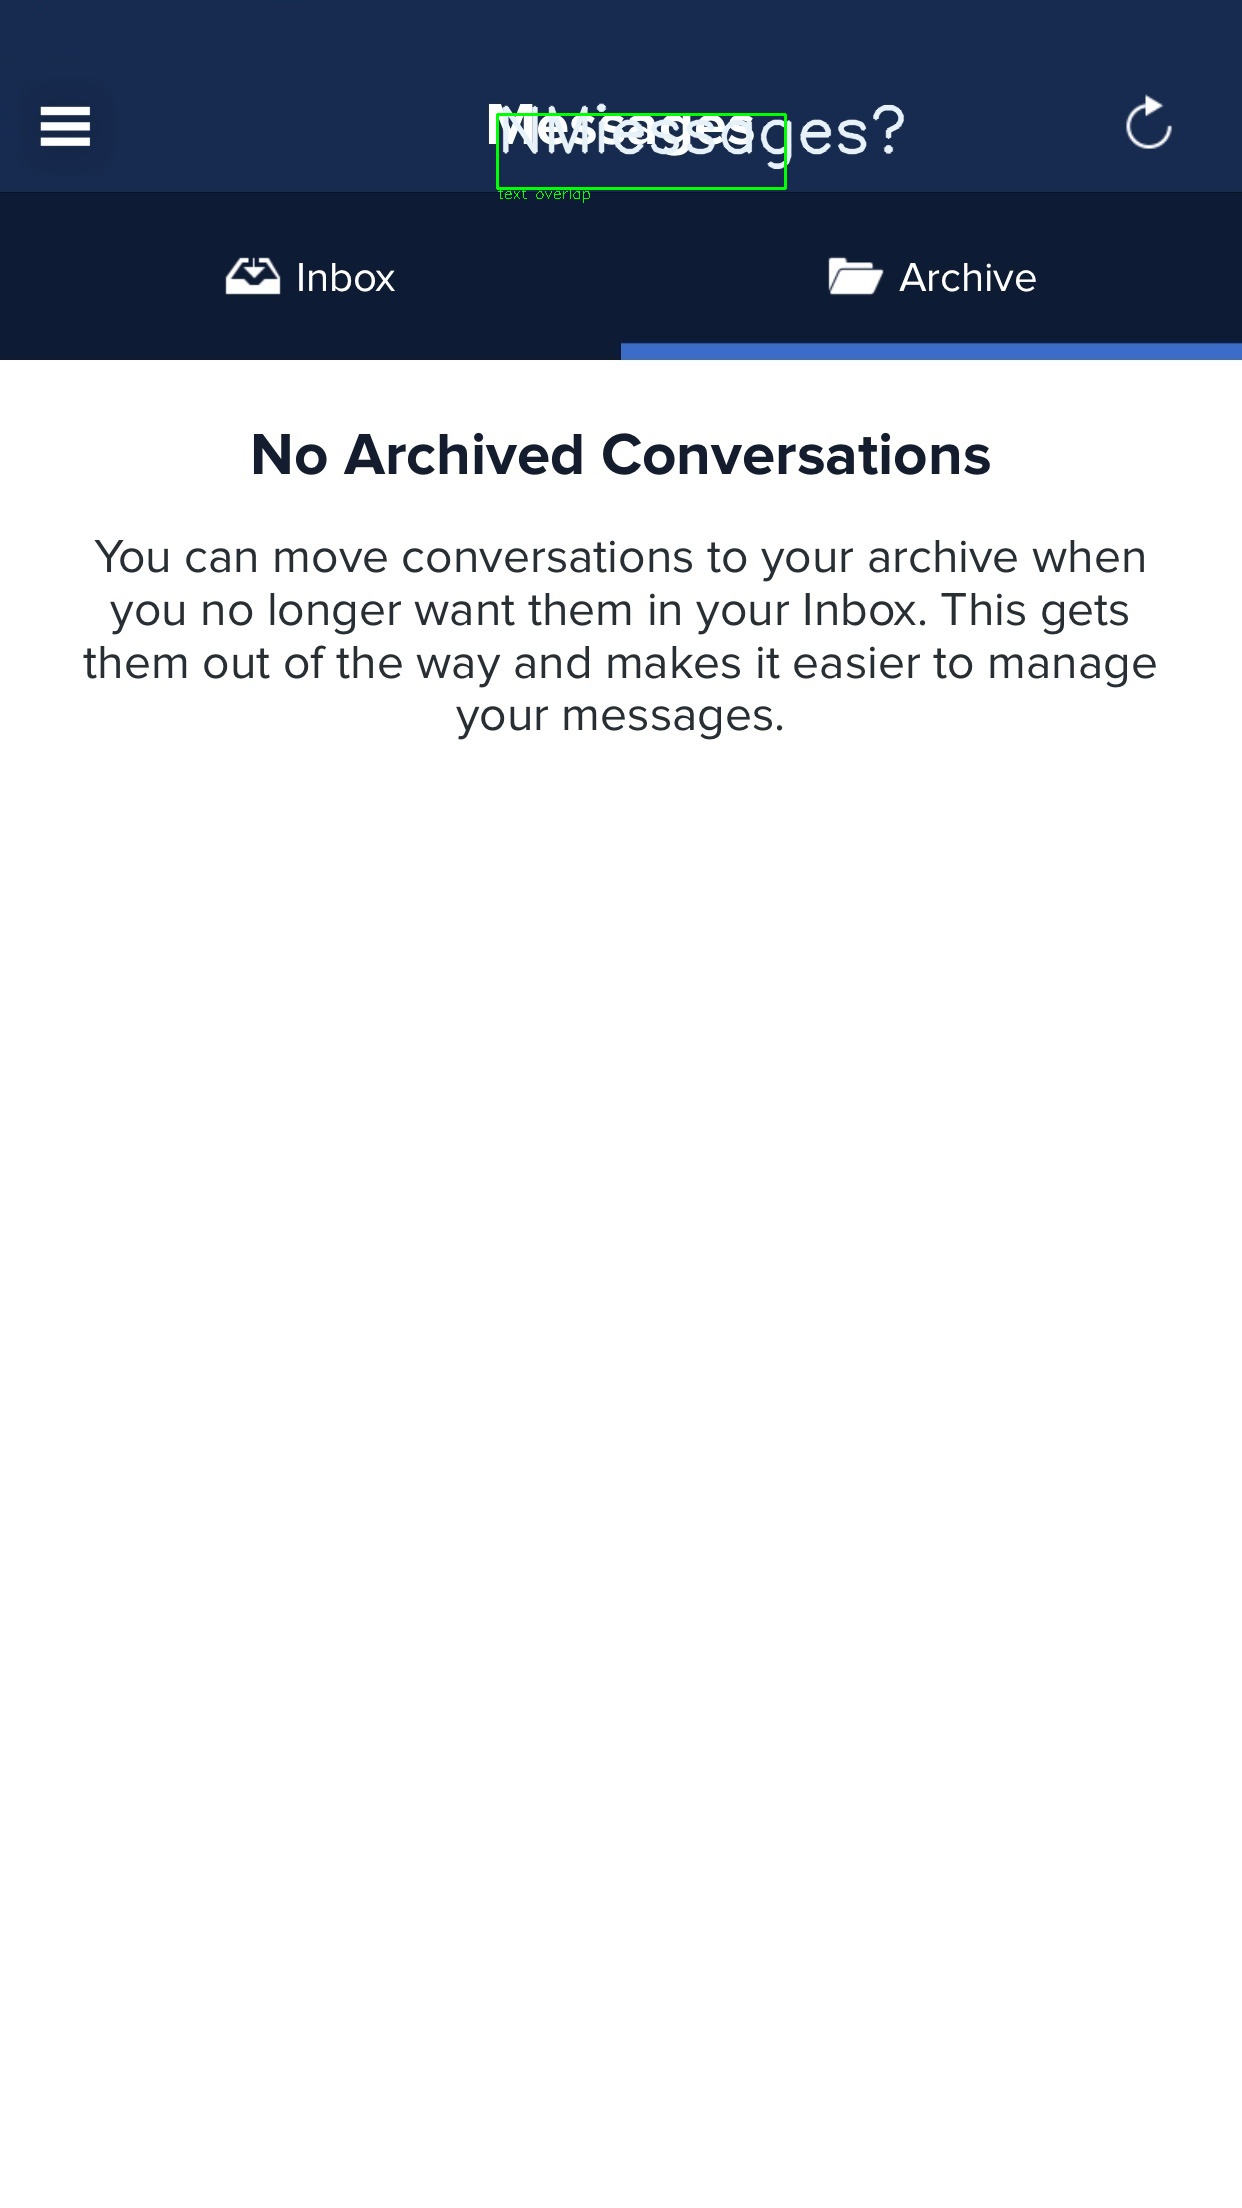 Messages
text overlap
Inbox
Archive
No Archived Conversations
You can move conversations to your archive when
you no longer want them in your Inbox. This gets
them out of the way and makes it easier to manage
your messages.